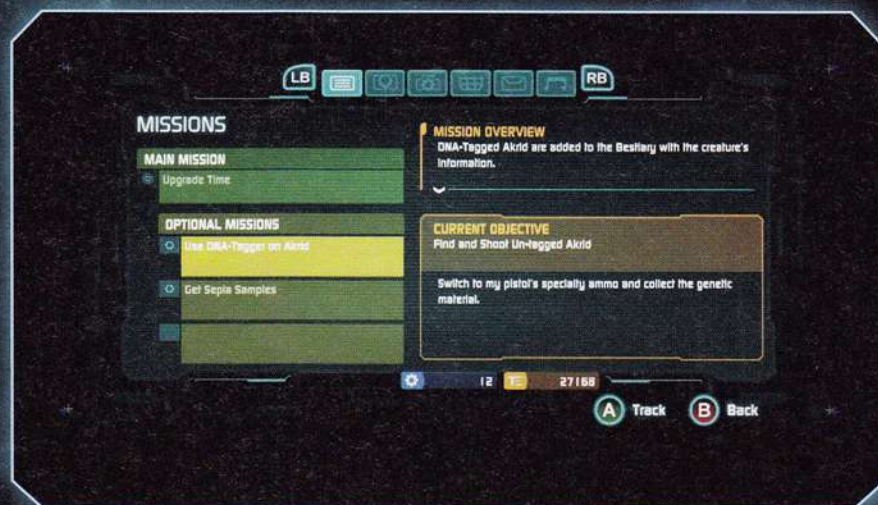 LB
RB
MISSIONS
MAIN MISSION
Upgrade Time
OPTIONAL MISSIONS
Use DNA-Tagger on Akrid
Get Sepia Samples
MISSION OVERVIEW
DNA-Tagged Akrid are added to the Bestiary with the creature's
information.
CURRENT OBJECTIVE
Find and Shoot Un-tagged Akrid
Switch to my pistol's specialty ammo and collect the genetic
material.
12
TE
27168
A Track
B Back